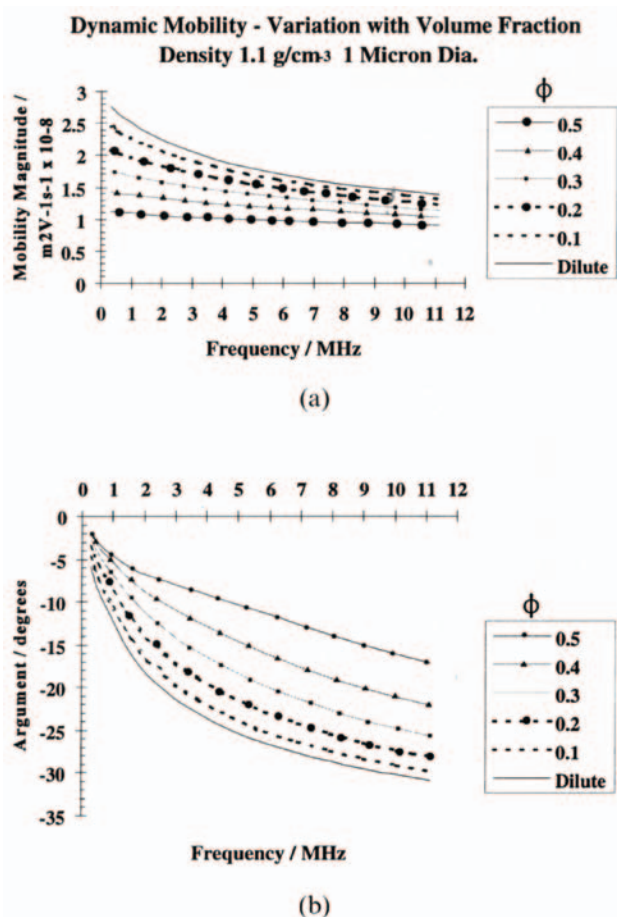 Dynamic Mobility - Variation with Volume Fraction
Density 1.1 g/cm-3 1 Micron Dia.
Mobility Magnitude /
m2V-1s-1 x 10-8
3
2.5
2
1.5
1
0.5
0
0 1 2 3 4 5 6 7 8 9 10 11 12
Frequency / MHz
ϕ
0.5
0.4
0.3
0.2
0.1
Dilute
(a)
0 1 2 3 4 5 6 7 8 9 10 11 12
Argument / degrees
0
-5
-10
-15
-20
-25
-30
-35
Frequency / MHz
ϕ
0.5
0.4
0.3
0.2
0.1
Dilute
(b)